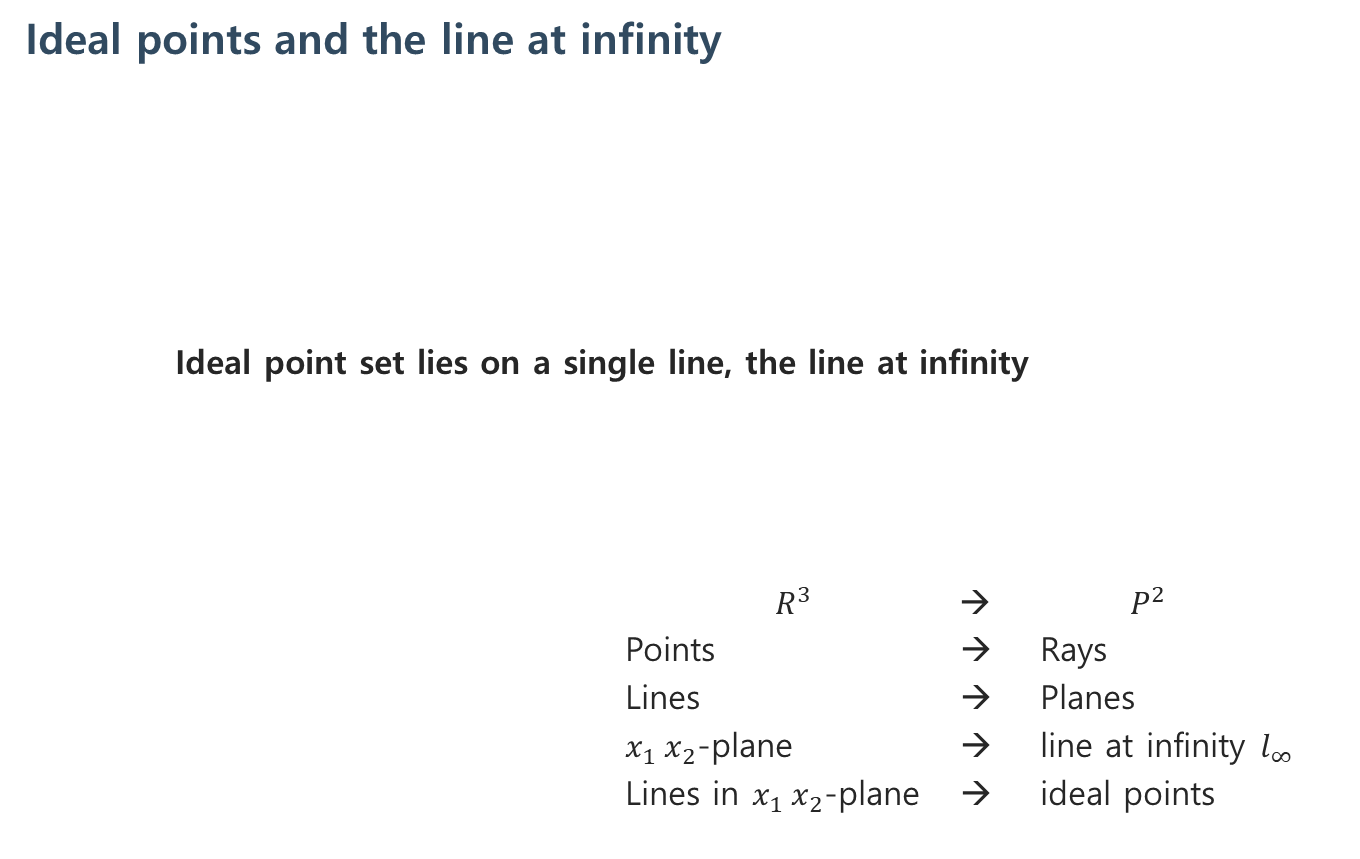 Ideal points and the line at infinity
Ideal point set lies on a single line, the line at infinity
R³ → P²
Points → Rays
Lines → Planes
x₁ x₂-plane → line at infinity l∞
Lines in x₁ x₂-plane → ideal points